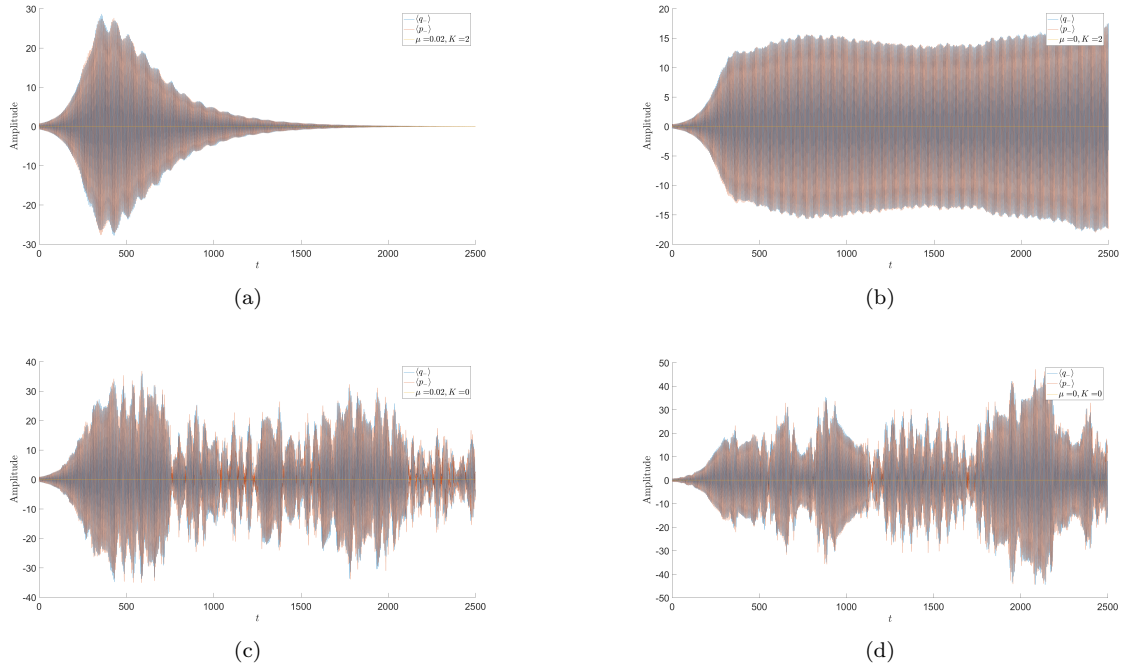 30
20
10
0
-10
-20
-30
Amplitude
0 500 1000 1500 2000 2500
t
⟨q₋⟩
⟨p₋⟩
μ = 0.02, K = 2
(a)
20
15
10
5
0
-5
-10
-15
-20
Amplitude
0 500 1000 1500 2000 2500
t
⟨q₋⟩
⟨p₋⟩
μ = 0, K = 2
(b)
40
30
20
10
0
-10
-20
-30
-40
Amplitude
0 500 1000 1500 2000 2500
t
⟨q₋⟩
⟨p₋⟩
μ = 0.02, K = 0
(c)
50
40
30
20
10
0
-10
-20
-30
-40
-50
Amplitude
0 500 1000 1500 2000 2500
t
⟨q₋⟩
⟨p₋⟩
μ = 0, K = 0
(d)